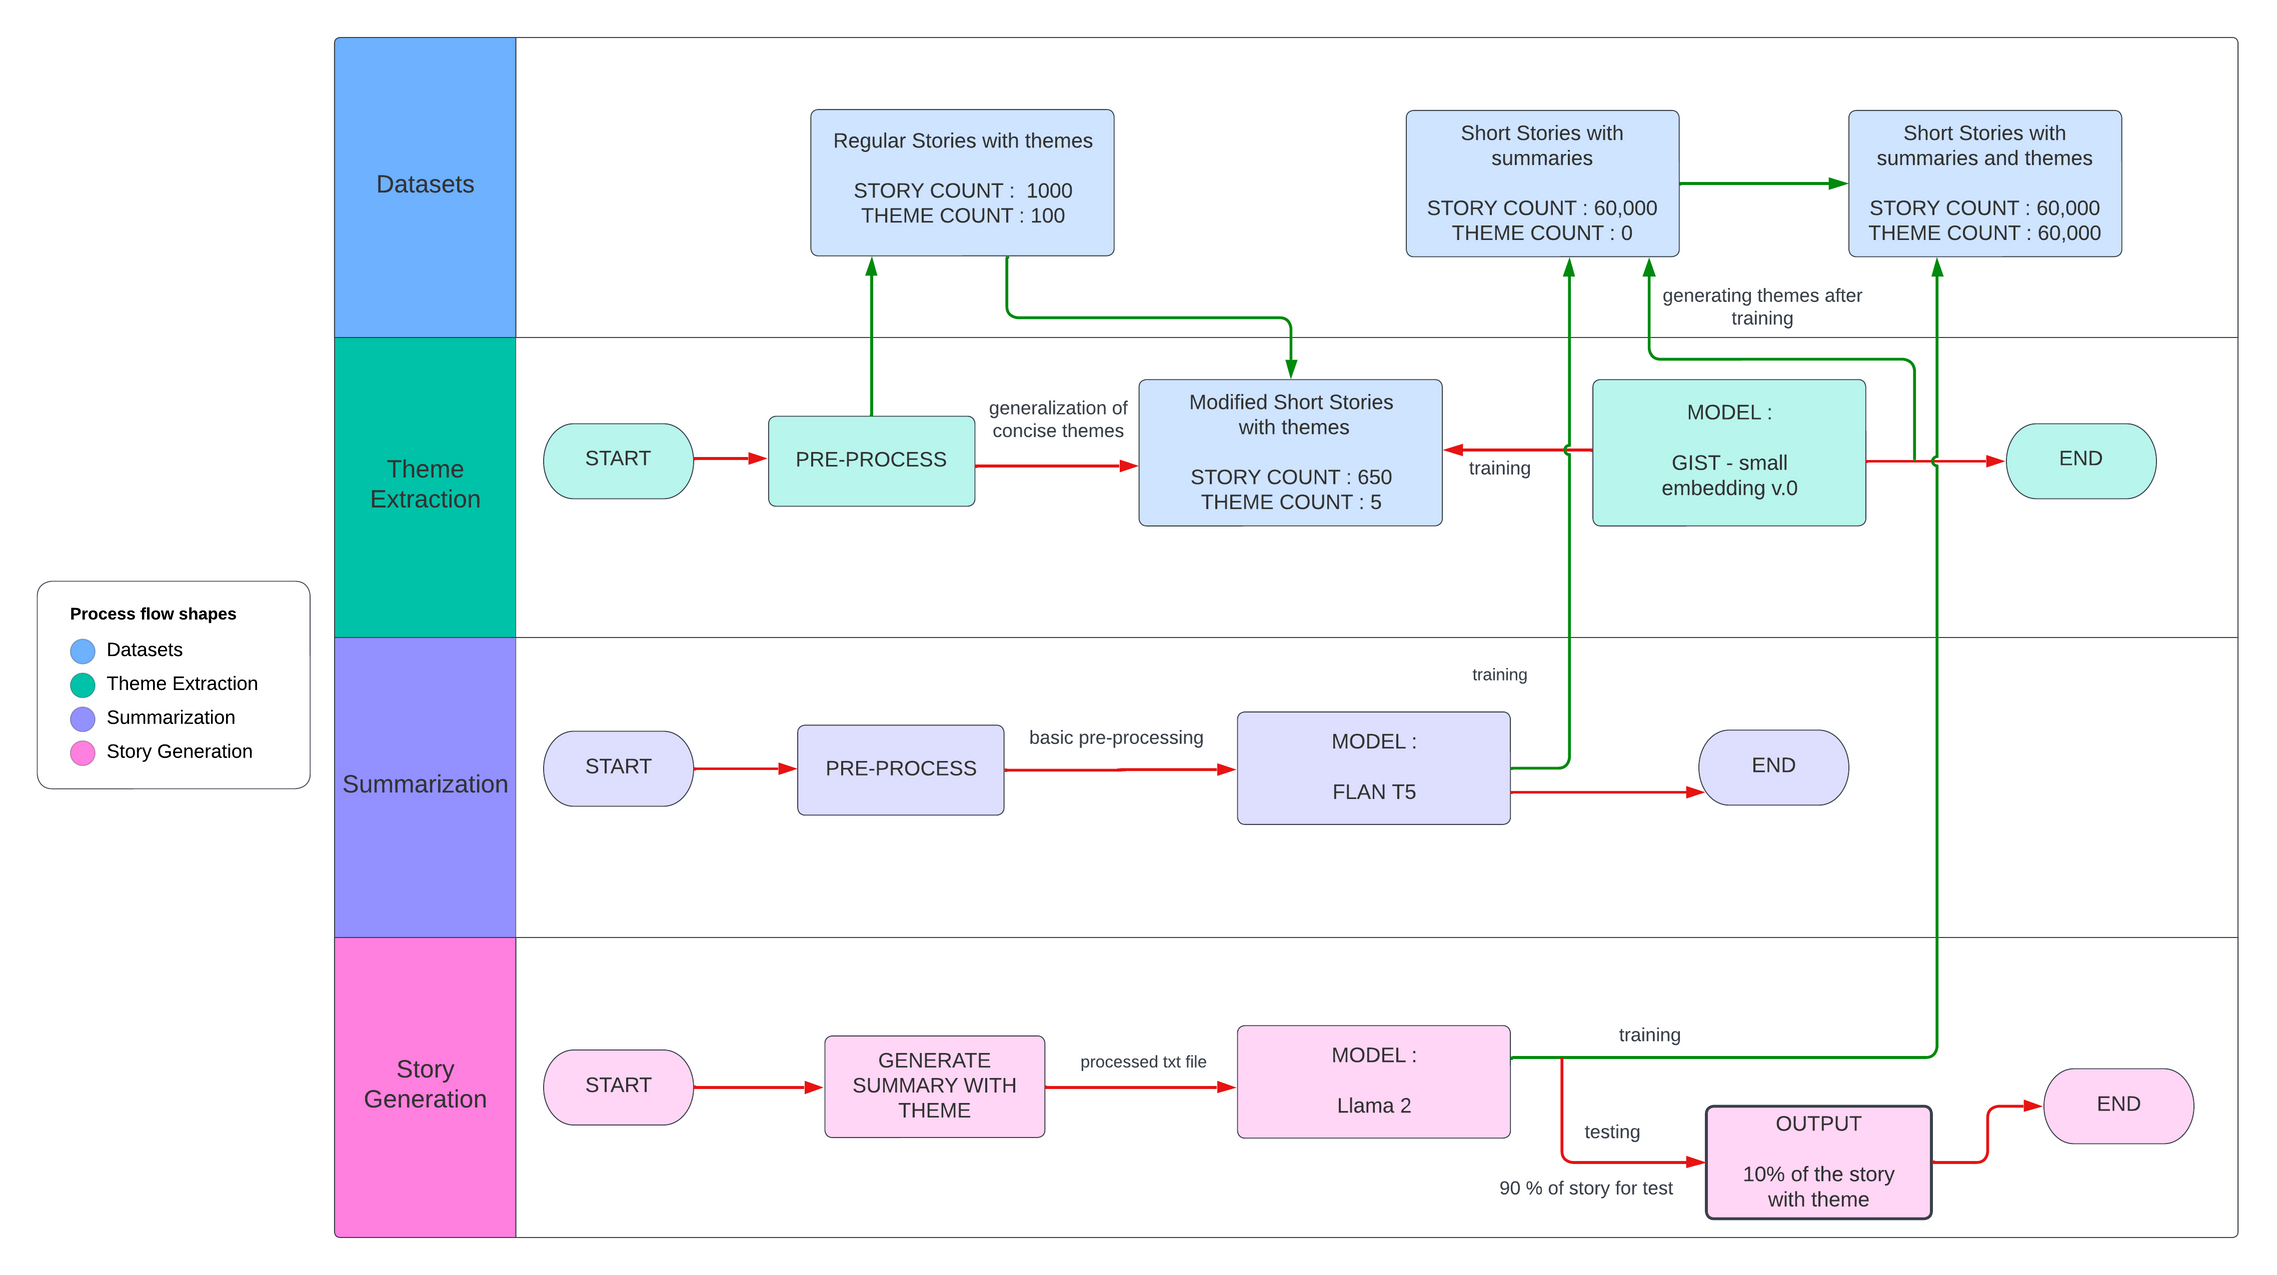 Process flow shapes
Datasets
Theme Extraction
Summarization
Story Generation
Datasets
Regular Stories with themes
STORY COUNT :  1000
THEME COUNT : 100
Short Stories with
summaries
STORY COUNT : 60,000
THEME COUNT : 0
Short Stories with
summaries and themes
STORY COUNT : 60,000
THEME COUNT : 60,000
generating themes after
training
Theme
Extraction
START
PRE-PROCESS
generalization of
concise themes
Modified Short Stories
with themes
STORY COUNT : 650
THEME COUNT : 5
training
MODEL :
GIST - small
embedding v.0
END
Summarization
START
PRE-PROCESS
basic pre-processing
MODEL :
FLAN T5
training
END
Story
Generation
START
GENERATE
SUMMARY WITH
THEME
processed txt file
MODEL :
Llama 2
training
testing
90 % of story for test
OUTPUT
10% of the story
with theme
END